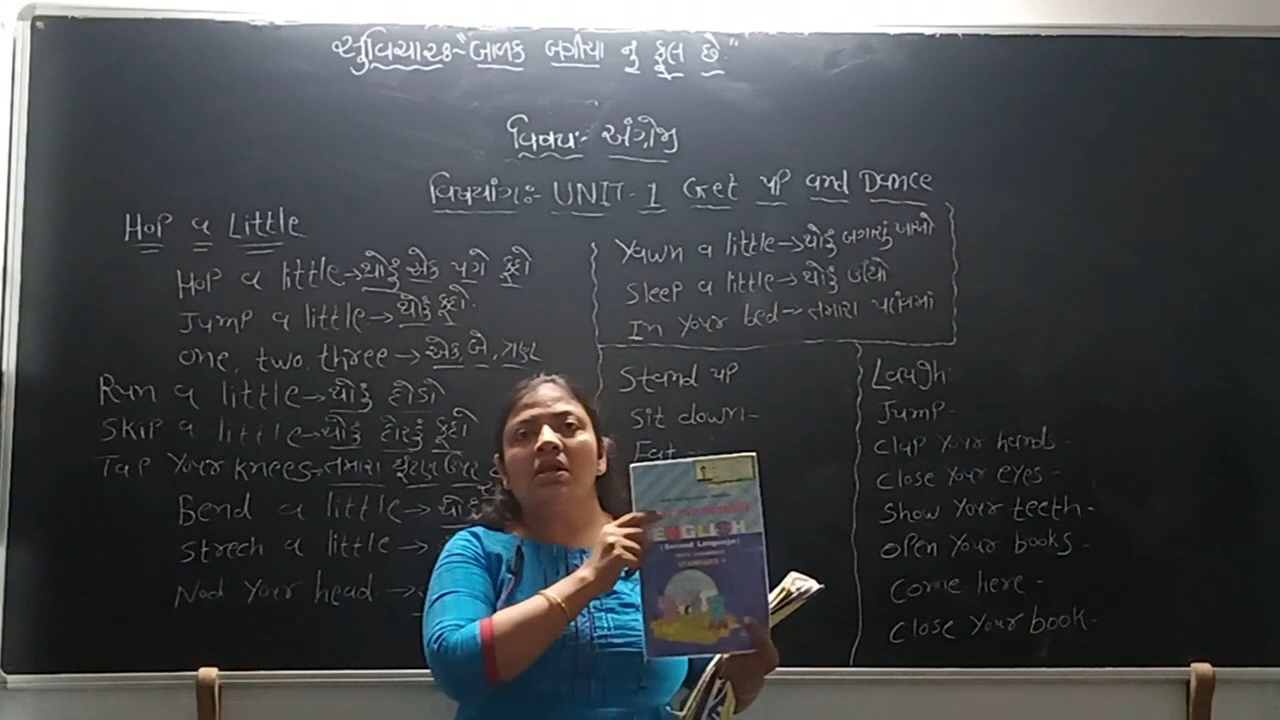 સુવિચારઃ- "બાળક બગીચા નુ ફૂલ છે"
વિષયઃ- અંગ્રેજી
વિષયાંગઃ- UNIT-1 Get up and Dance
Hop a Little
Hop a little → થોડું એક પગે કૂદો
Jump a little → થોડું કૂદો.
one, two, three → એક, બે, ત્રણ
Run a little → થોડું દોડો
Skip a little → થોડું દોરડું કૂદો
Tap Your knees → તમારા ઘૂંટણ ઉપર
Bend a little → થોડું
Strech a little →
Nod Your head →
Yawn a little → થોડું બગાસું ખાઓ
Sleep a little → થોડું ઊંઘો
In Your bed → તમારા પલંગમાં
Stand up
Sit down -
Eat -
Laugh -
Jump -
Clap Your hands -
Close Your eyes -
Show Your teeth -
Open Your books -
Come here -
Close Your book -
ENGLISH
(Second Language)
STANDARD